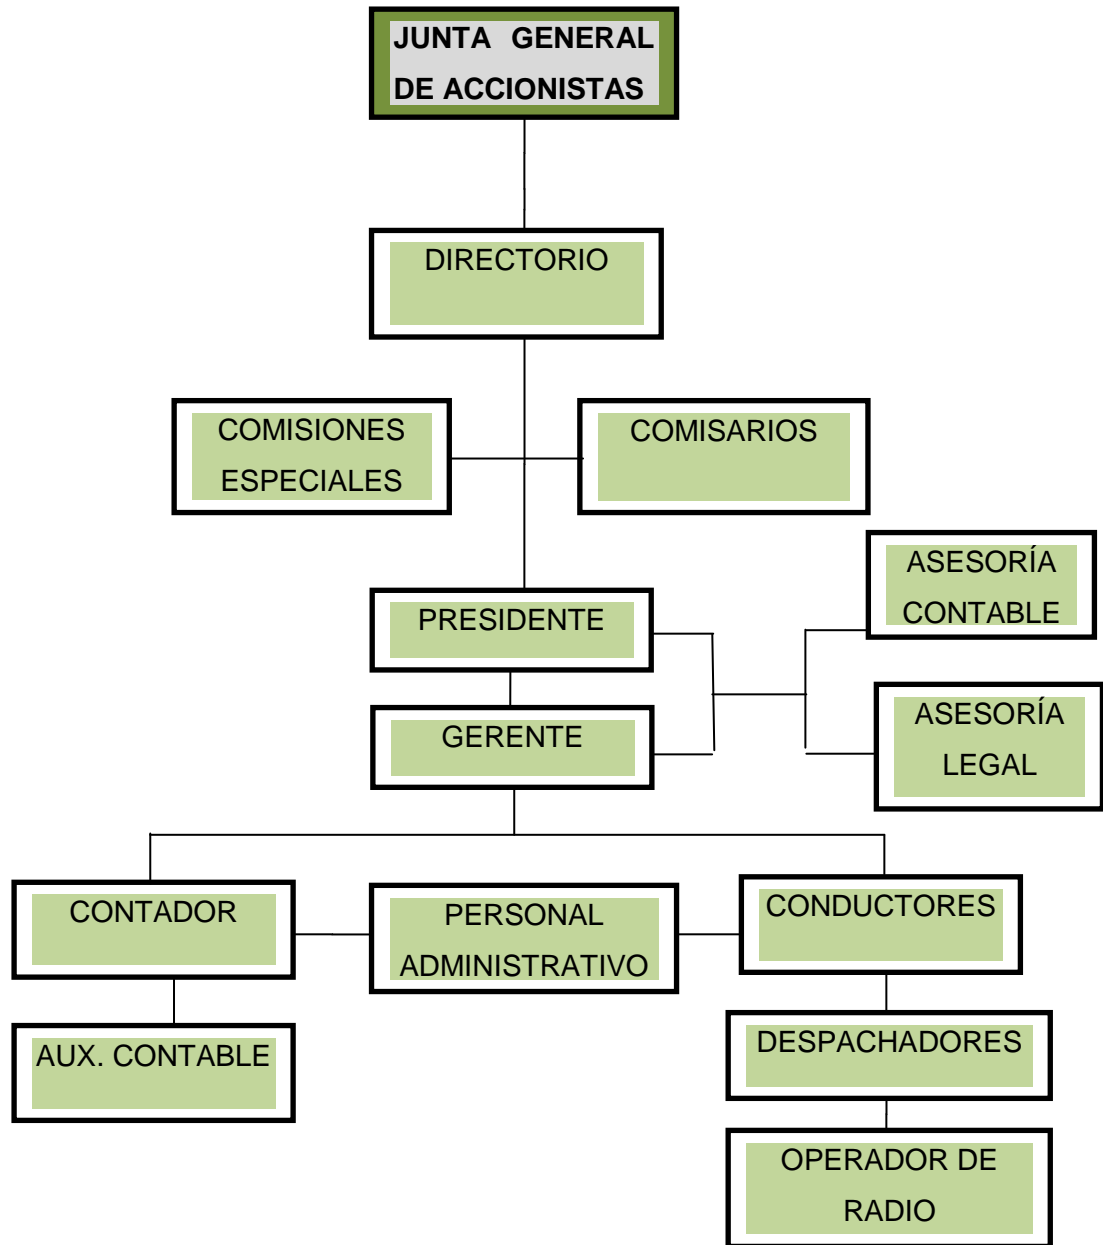 JUNTA GENERAL
DE ACCIONISTAS
DIRECTORIO
COMISIONES
ESPECIALES
COMISARIOS
ASESORÍA
CONTABLE
PRESIDENTE
ASESORÍA
LEGAL
GERENTE
CONTADOR
PERSONAL
ADMINISTRATIVO
CONDUCTORES
AUX. CONTABLE
DESPACHADORES
OPERADOR DE
RADIO